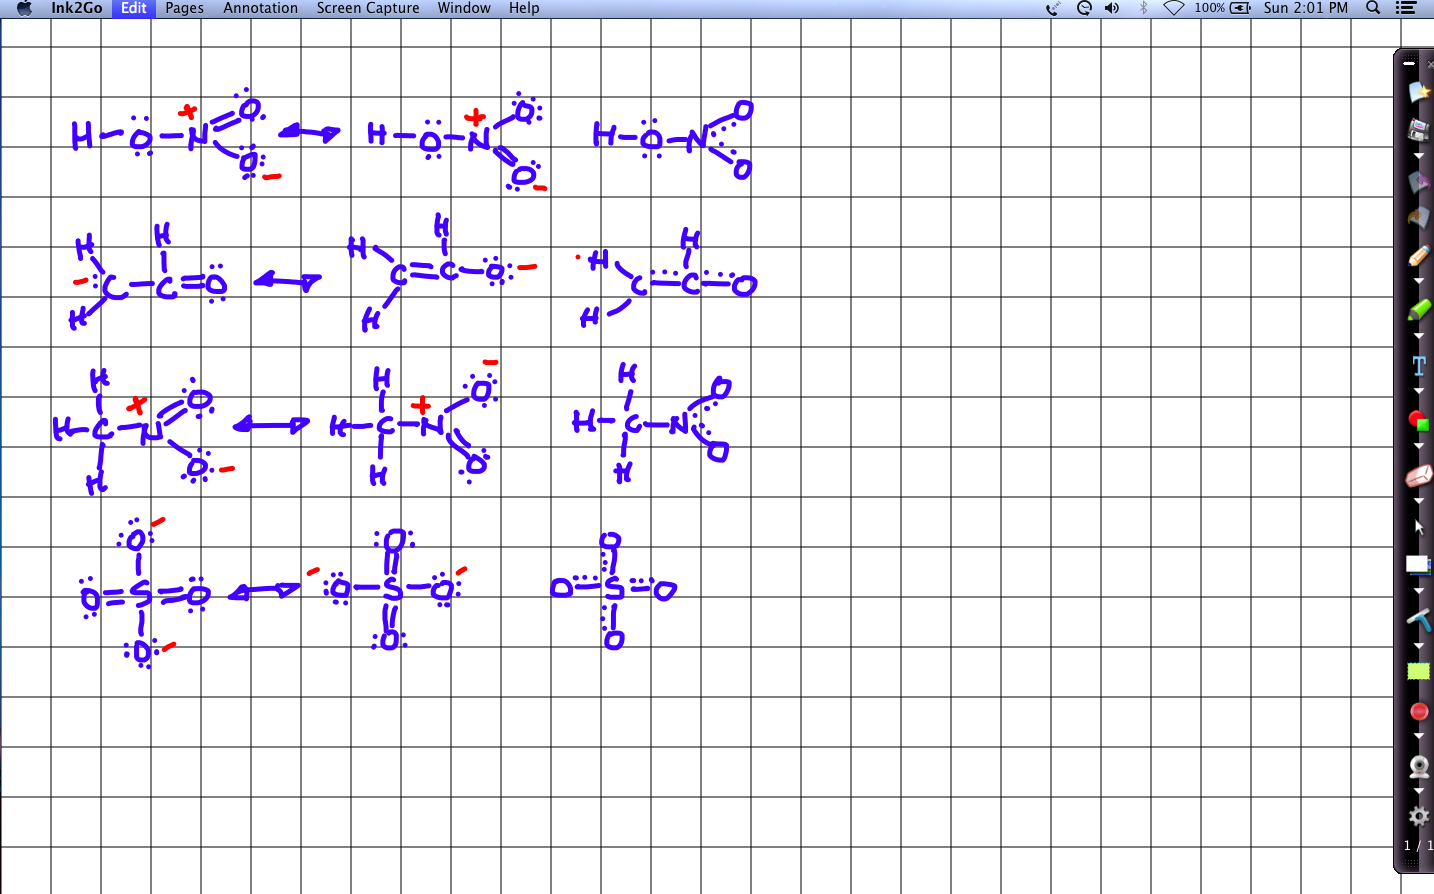 Ink2Go Edit Pages Annotation Screen Capture Window Help 100% Sun 2:01 PM
O O O
H O N H O N H O N
O O O
H H H
H H H
C C O C C O C C O
H H H
H H H
O O O
H C N H C N H C N
O O O
H H H
O O O
O S O O S O O S O
O O O
T
1 / 1